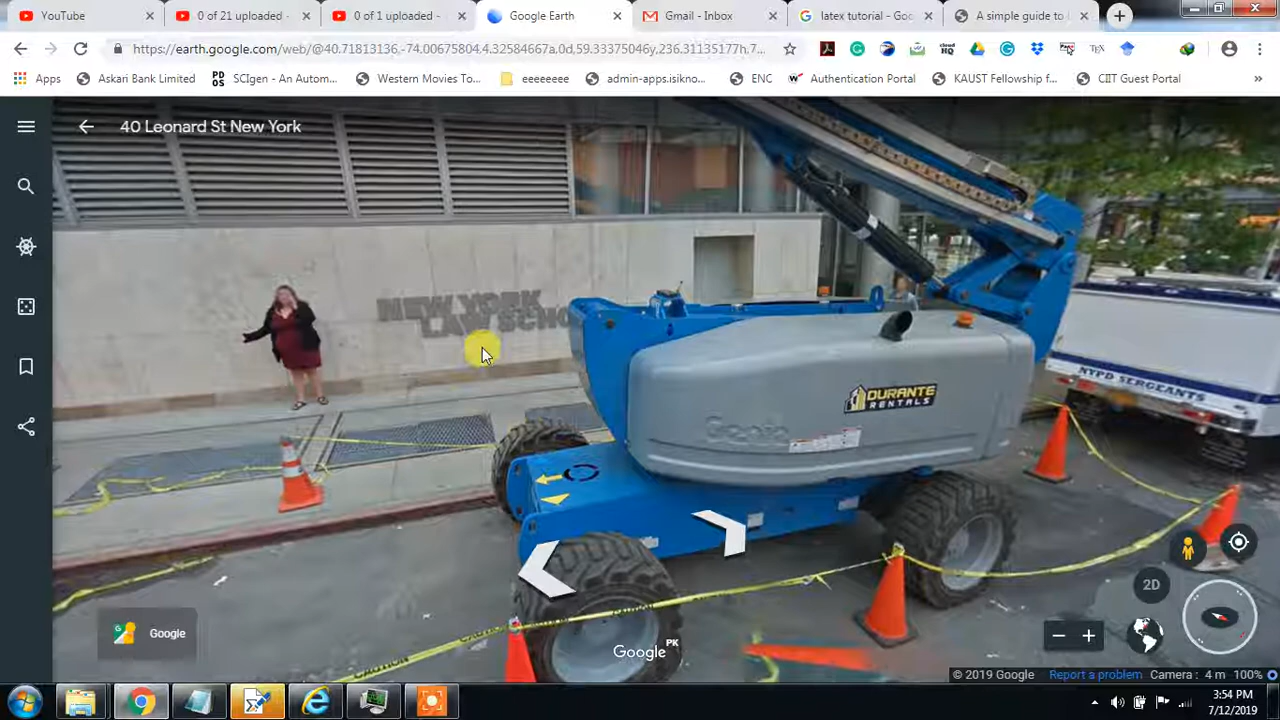 YouTube
0 of 21 uploaded -
0 of 1 uploaded -
Google Earth
Gmail - Inbox
latex tutorial - Goo
A simple guide to L
https://earth.google.com/web/@40.71813136,-74.00675804,4.32584667a,0d,59.33375046y,236.31135177h,7...
Apps
Askari Bank Limited
SCIgen - An Autom...
Western Movies To...
eeeeeee
admin-apps.isikno...
ENC
Authentication Portal
KAUST Fellowship f...
CIIT Guest Portal
»
40 Leonard St New York
NEW YORK
LAW SCHO
DURANTE
RENTALS
Genie
NYPD SERGEANTS
CAUTION
CAUTION
2D
Google
Google
PK
© 2019 Google
Report a problem
Camera : 4 m 100%
3:54 PM
7/12/2019